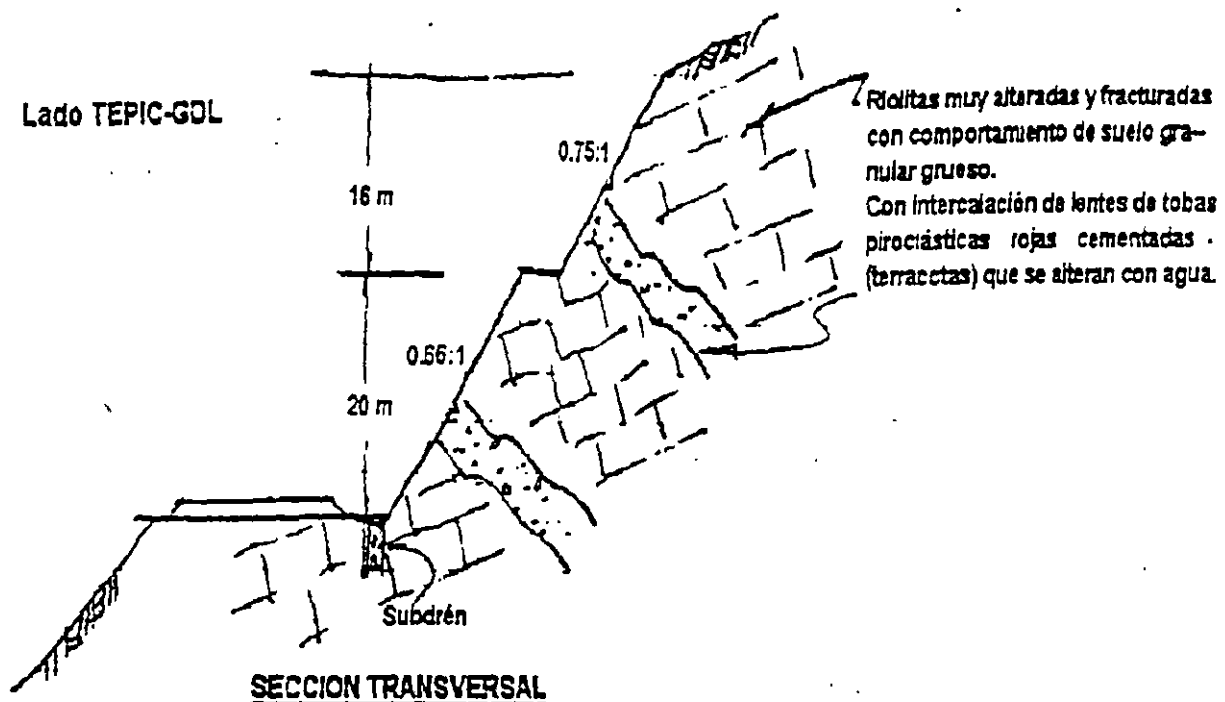 Lado TEPIC-GDL
16 m
0.75:1
Riolitas muy alteradas y fracturadas
con comportamiento de suelo gra-
nular grueso.
Con intercalación de lentes de tobas
piroclásticas rojas cementadas.
(terracotas) que se alteran con agua.
0.66:1
20 m
Subdrén
SECCION TRANSVERSAL